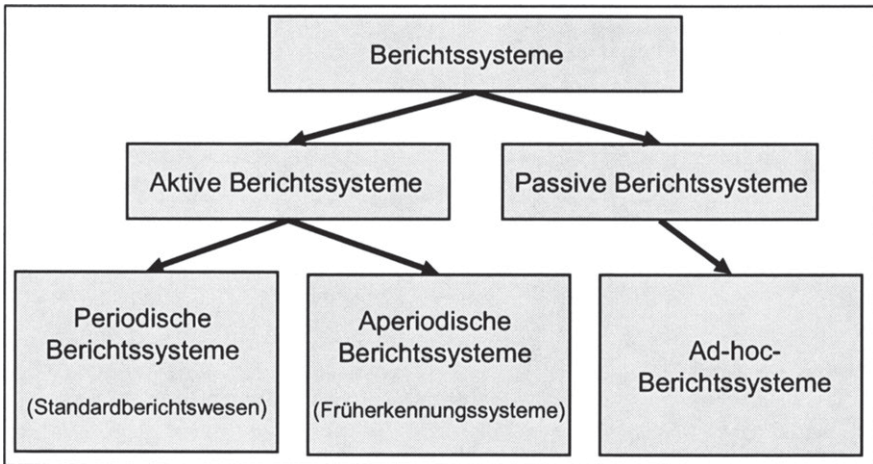 Berichtssysteme
Aktive Berichtssysteme
Passive Berichtssysteme
Periodische
Berichtssysteme
(Standardberichtswesen)
Aperiodische
Berichtssysteme
(Früherkennungssysteme)
Ad-hoc-
Berichtssysteme